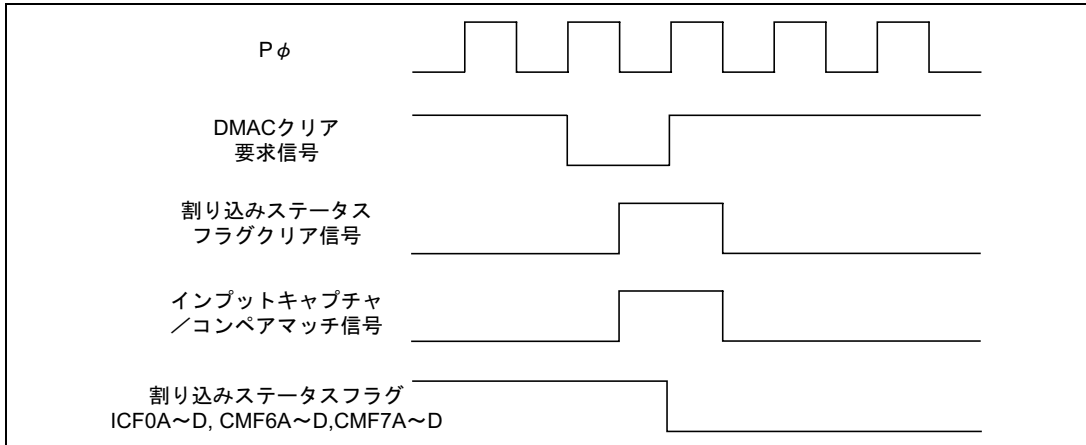 Pφ
DMACクリア
要求信号
割り込みステータス
フラグクリア信号
インプットキャプチャ
／コンペアマッチ信号
割り込みステータスフラグ
ICF0A～D, CMF6A～D,CMF7A～D